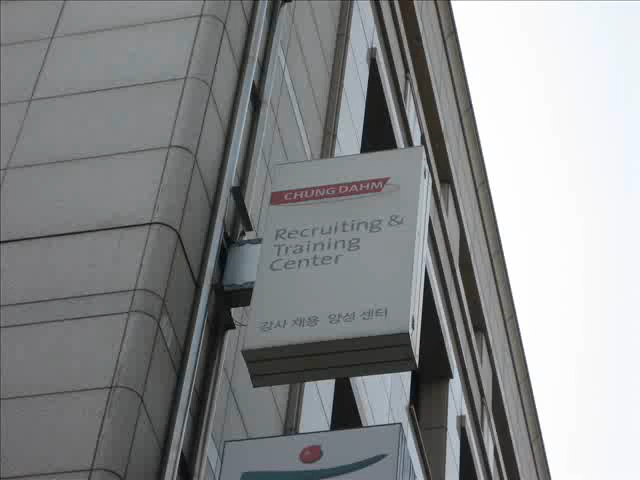 CHUNG DAHM
Recruiting &
Training
Center
강사 채용 양성 센터